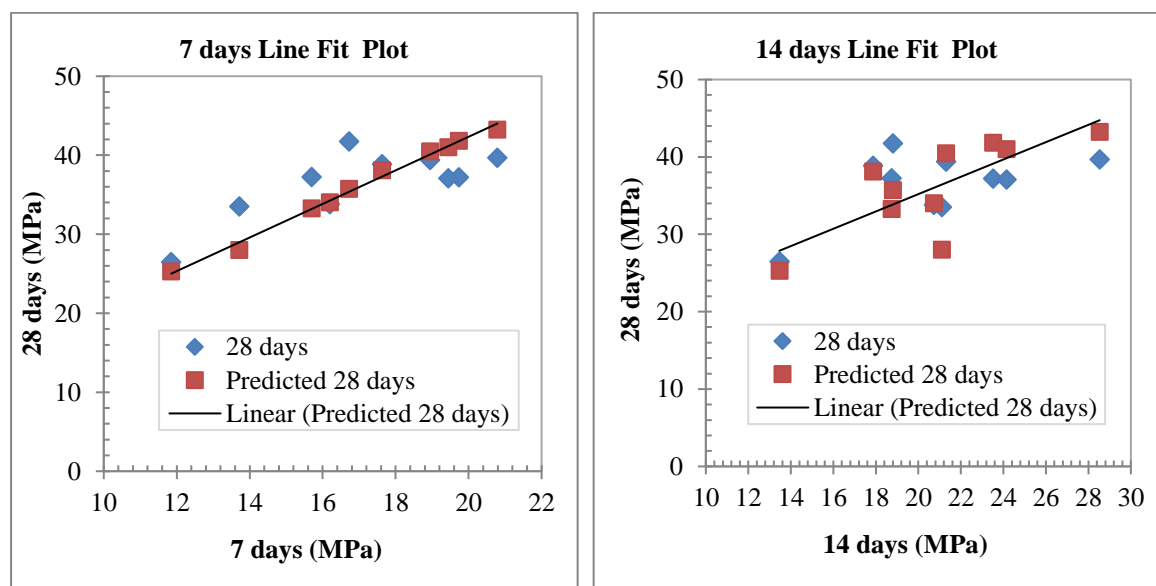 7 days Line Fit Plot
50
40
30
20
10
0
10 12 14 16 18 20 22
28 days (MPa)
7 days (MPa)
28 days
Predicted 28 days
Linear (Predicted 28 days)
14 days Line Fit Plot
50
40
30
20
10
0
10 12 14 16 18 20 22 24 26 28 30
28 days (MPa)
14 days (MPa)
28 days
Predicted 28 days
Linear (Predicted 28 days)